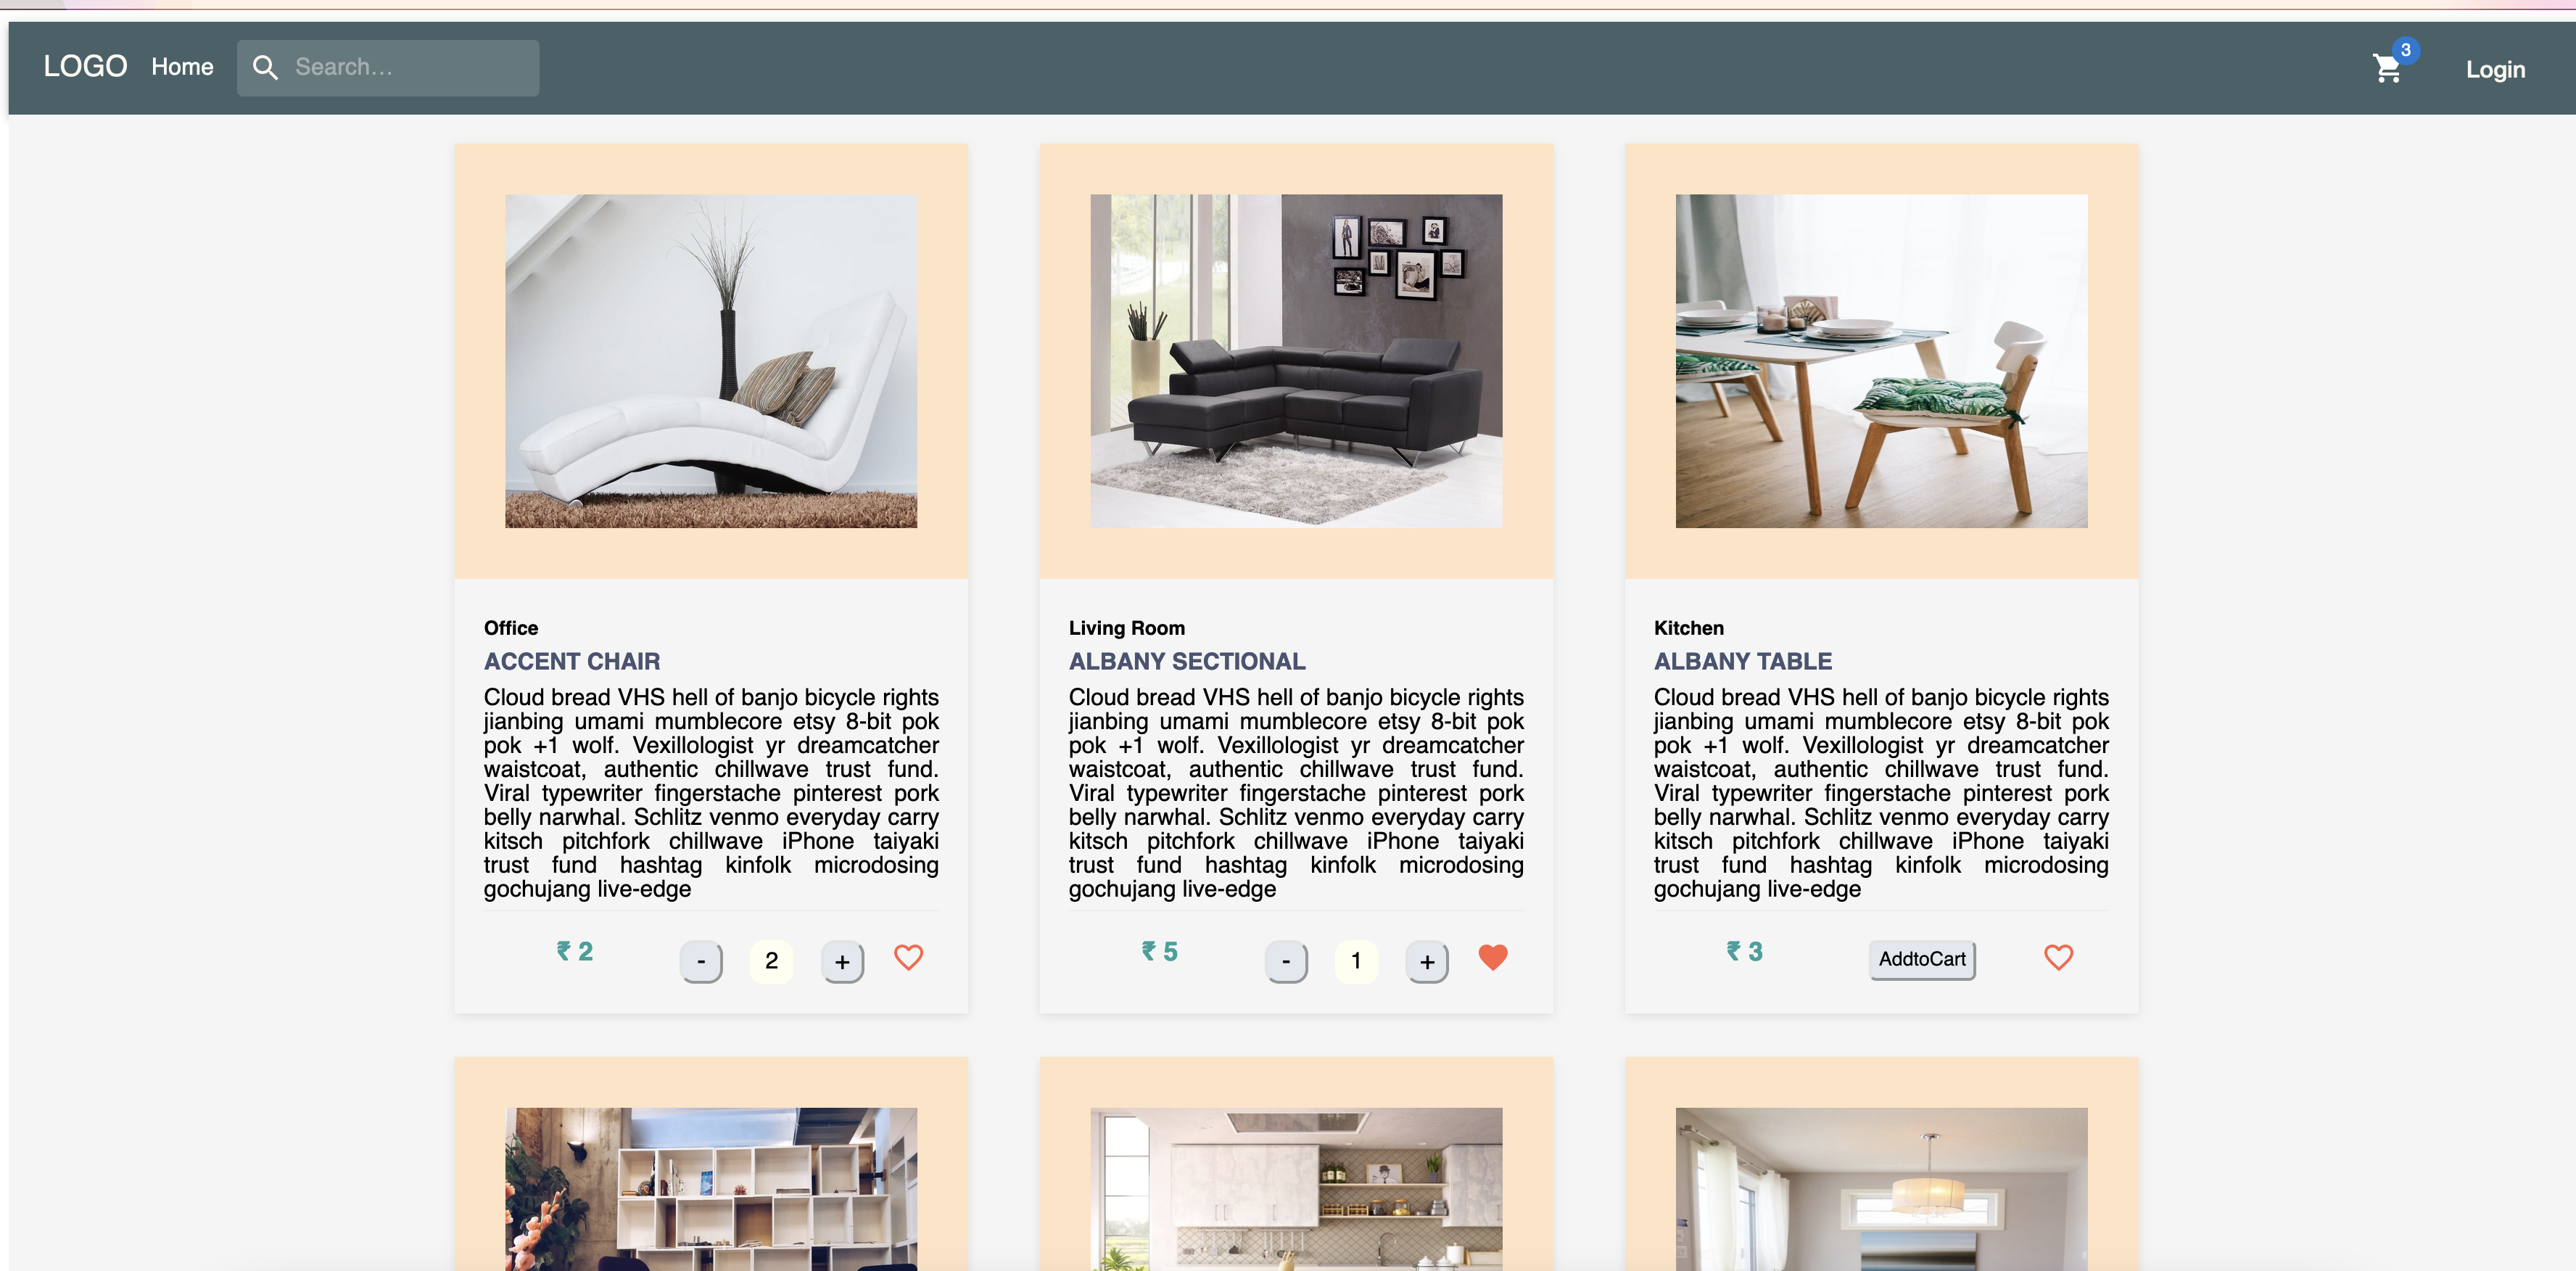 LOGO Home Search... 3 Login
Office
ACCENT CHAIR
Cloud bread VHS hell of banjo bicycle rights
jianbing umami mumblecore etsy 8-bit pok
pok +1 wolf. Vexillologist yr dreamcatcher
waistcoat, authentic chillwave trust fund.
Viral typewriter fingerstache pinterest pork
belly narwhal. Schlitz venmo everyday carry
kitsch pitchfork chillwave iPhone taiyaki
trust fund hashtag kinfolk microdosing
gochujang live-edge
₹ 2 - 2 +
Living Room
ALBANY SECTIONAL
Cloud bread VHS hell of banjo bicycle rights
jianbing umami mumblecore etsy 8-bit pok
pok +1 wolf. Vexillologist yr dreamcatcher
waistcoat, authentic chillwave trust fund.
Viral typewriter fingerstache pinterest pork
belly narwhal. Schlitz venmo everyday carry
kitsch pitchfork chillwave iPhone taiyaki
trust fund hashtag kinfolk microdosing
gochujang live-edge
₹ 5 - 1 +
Kitchen
ALBANY TABLE
Cloud bread VHS hell of banjo bicycle rights
jianbing umami mumblecore etsy 8-bit pok
pok +1 wolf. Vexillologist yr dreamcatcher
waistcoat, authentic chillwave trust fund.
Viral typewriter fingerstache pinterest pork
belly narwhal. Schlitz venmo everyday carry
kitsch pitchfork chillwave iPhone taiyaki
trust fund hashtag kinfolk microdosing
gochujang live-edge
₹ 3 AddtoCart